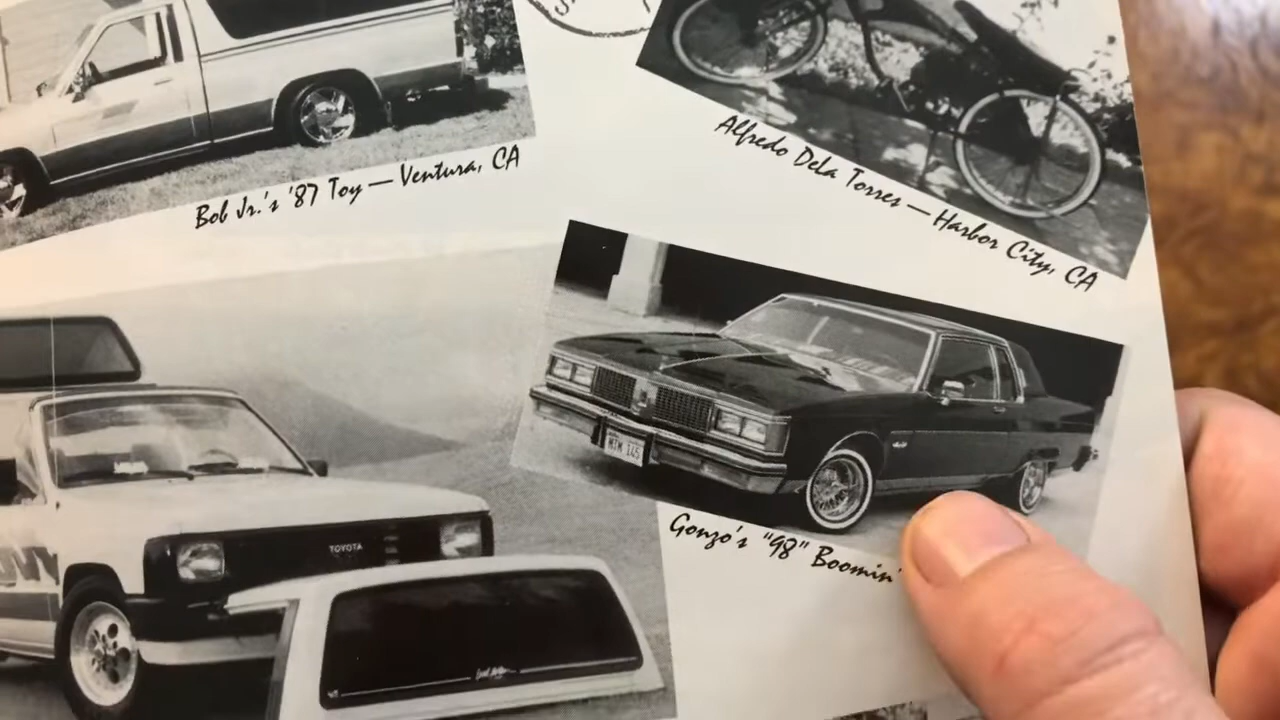 Bob Jr.'s '87 Toy — Ventura, CA
Alfredo Dela Torres — Harbor City, CA
Gonzo's "98" Boomin'
TOYOTA